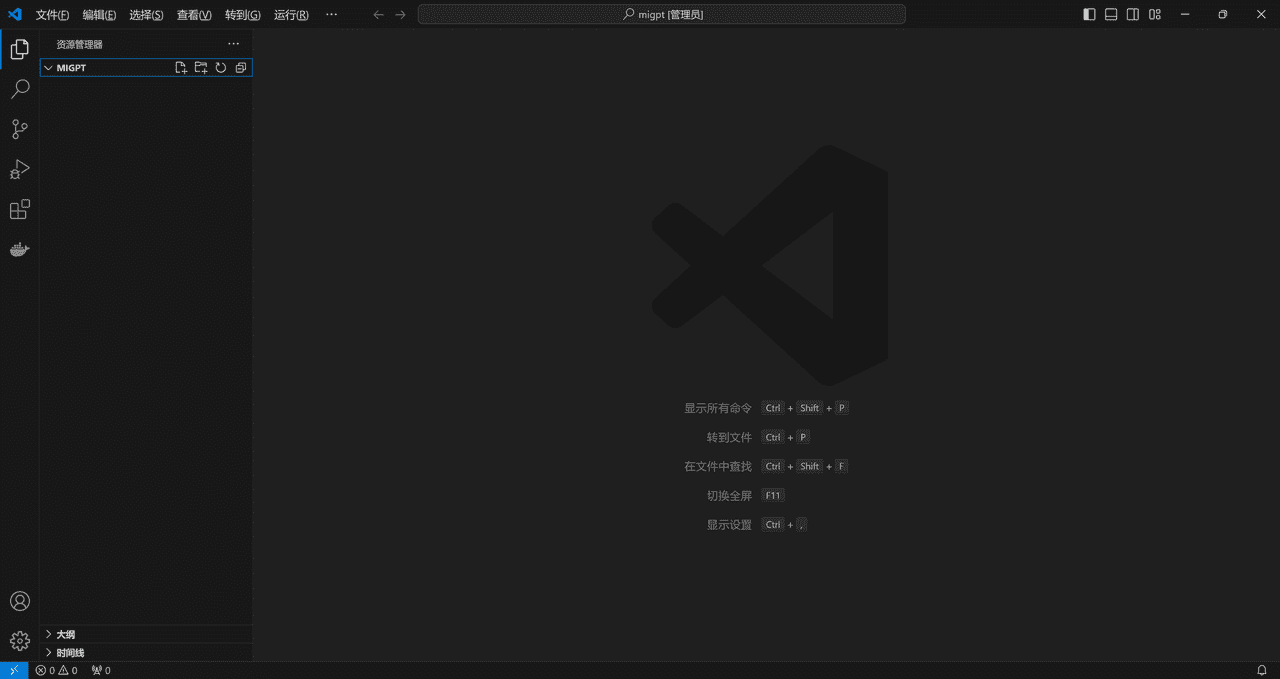 文件(F) 编辑(E) 选择(S) 查看(V) 转到(G) 运行(R) ··· migpt [管理员]
资源管理器 ···
MIGPT
显示所有命令 Ctrl + Shift + P
转到文件 Ctrl + P
在文件中查找 Ctrl + Shift + F
切换全屏 F11
显示设置 Ctrl + ,
大纲
时间线
0 0 0